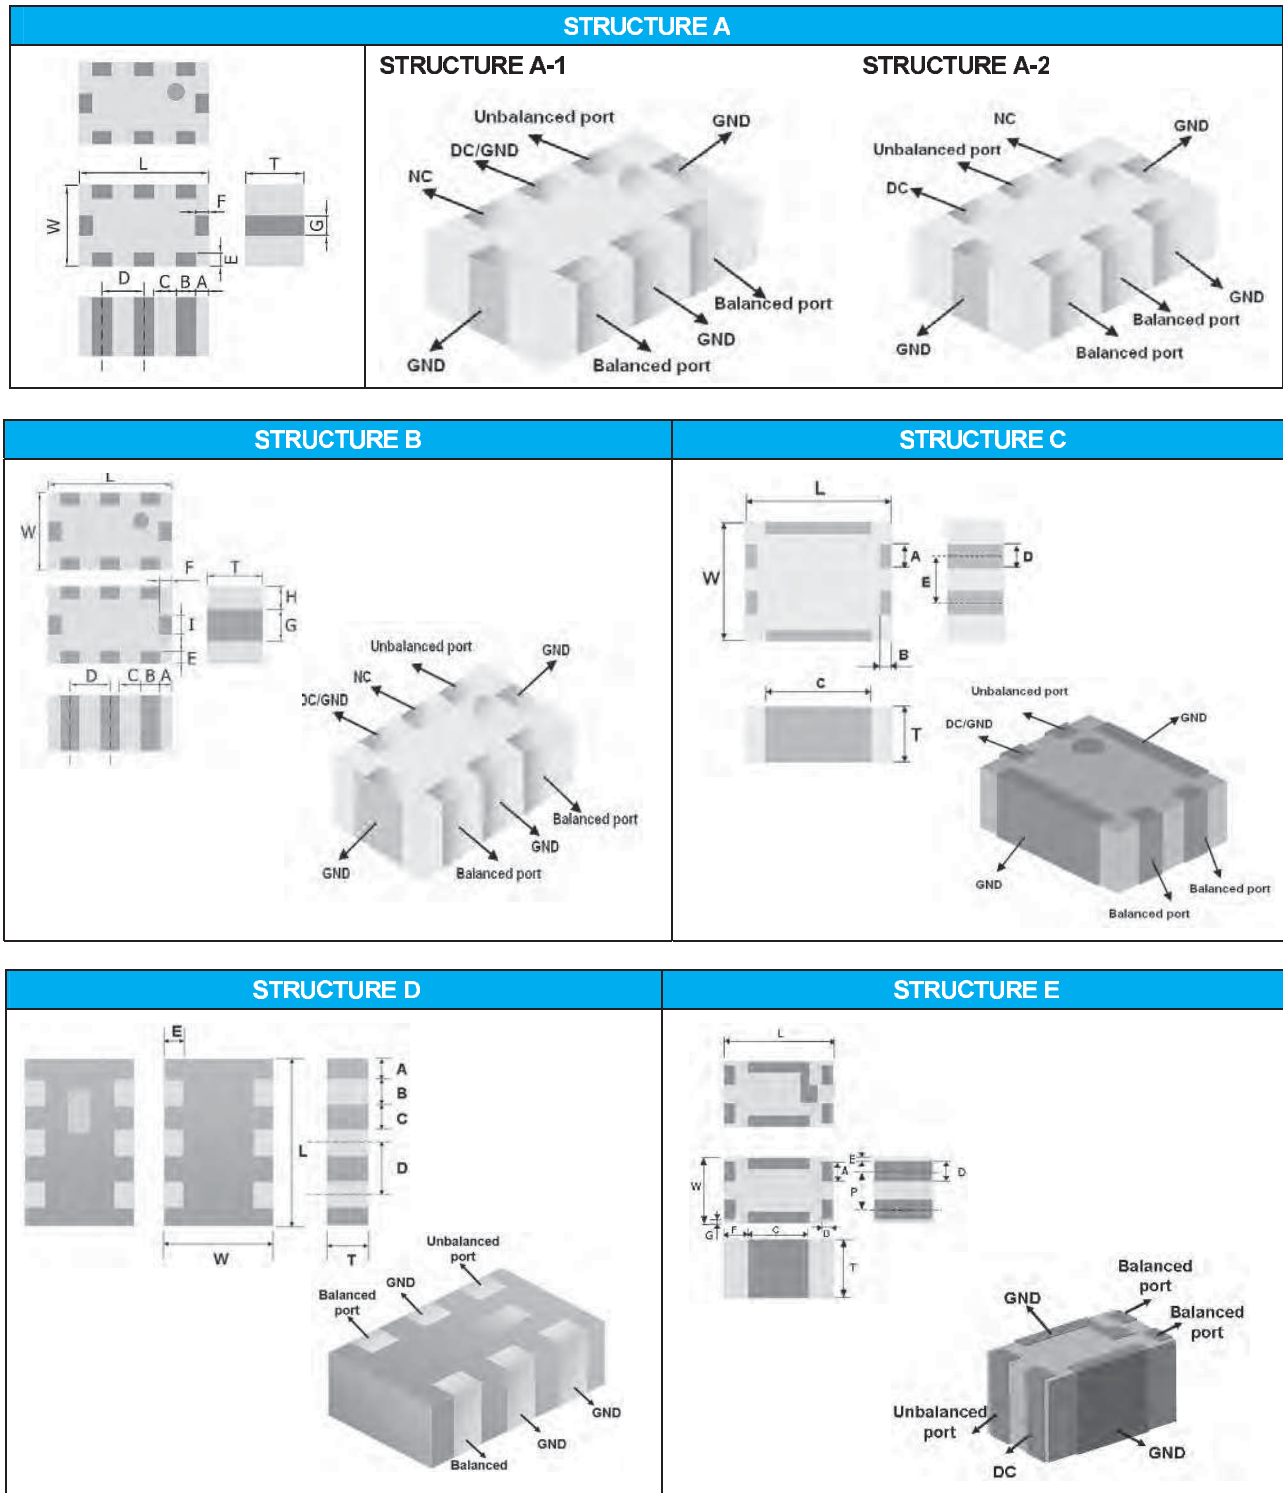 STRUCTURE A
STRUCTURE A-1
STRUCTURE A-2
L
T
W
F
G
E
D
C
B
A
Unbalanced port
GND
DC/GND
NC
Balanced port
GND
Balanced port
GND
NC
GND
Unbalanced port
DC
GND
Balanced port
GND
Balanced port
STRUCTURE B
STRUCTURE C
L
W
F
T
H
I
G
E
D
C
B
A
Unbalanced port
GND
NC
DC/GND
Balanced port
GND
Balanced port
GND
L
W
A
D
E
B
C
T
Unbalanced port
GND
DC/GND
GND
Balanced port
Balanced port
STRUCTURE D
STRUCTURE E
E
A
B
C
L
D
W
T
Unbalanced
port
GND
Balanced
port
GND
GND
Balanced
L
E
A
D
W
P
G
F
C
B
T
Balanced
port
GND
Balanced
port
Unbalanced
port
GND
DC